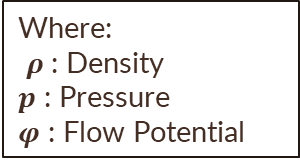 Where:
𝝆 : Density
𝒑 : Pressure
𝝋 : Flow Potential